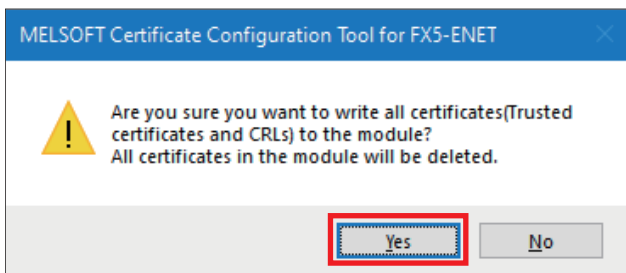 MELSOFT Certificate Configuration Tool for FX5-ENET
Are you sure you want to write all certificates(Trusted
certificates and CRLs) to the module?
All certificates in the module will be deleted.
Yes
No